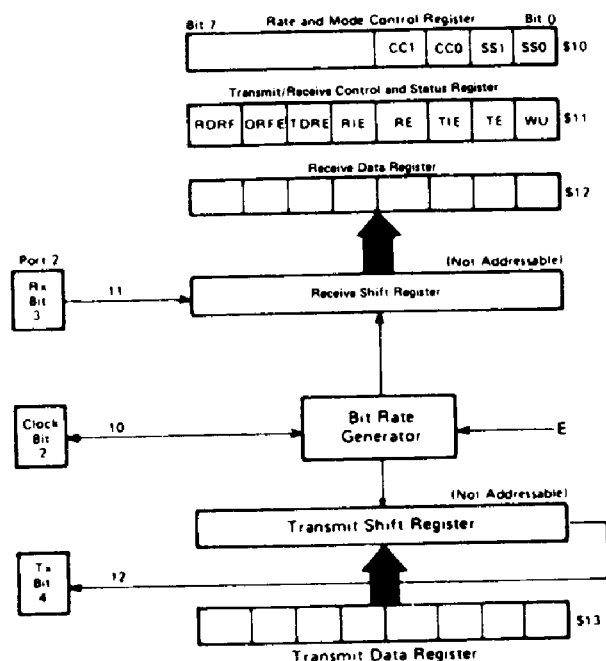 Bit 7 Rate and Mode Control Register Bit 0
CC1 CC0 SS1 SS0 $10
Transmit/Receive Control and Status Register
RDRF ORFE TDRE RIE RE TIE TE WU $11
Receive Data Register
$12
Port 2
(Not Addressable)
Rx
Bit
3
11
Receive Shift Register
Clock
Bit
2
10
Bit Rate
Generator
E
(Not Addressable)
Transmit Shift Register
Tx
Bit
4
12
$13
Transmit Data Register